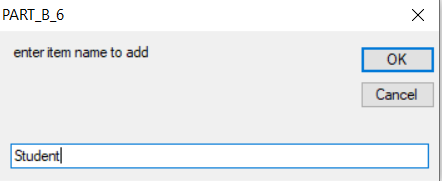 PART_B_6
enter item name to add
OK
Cancel
Student